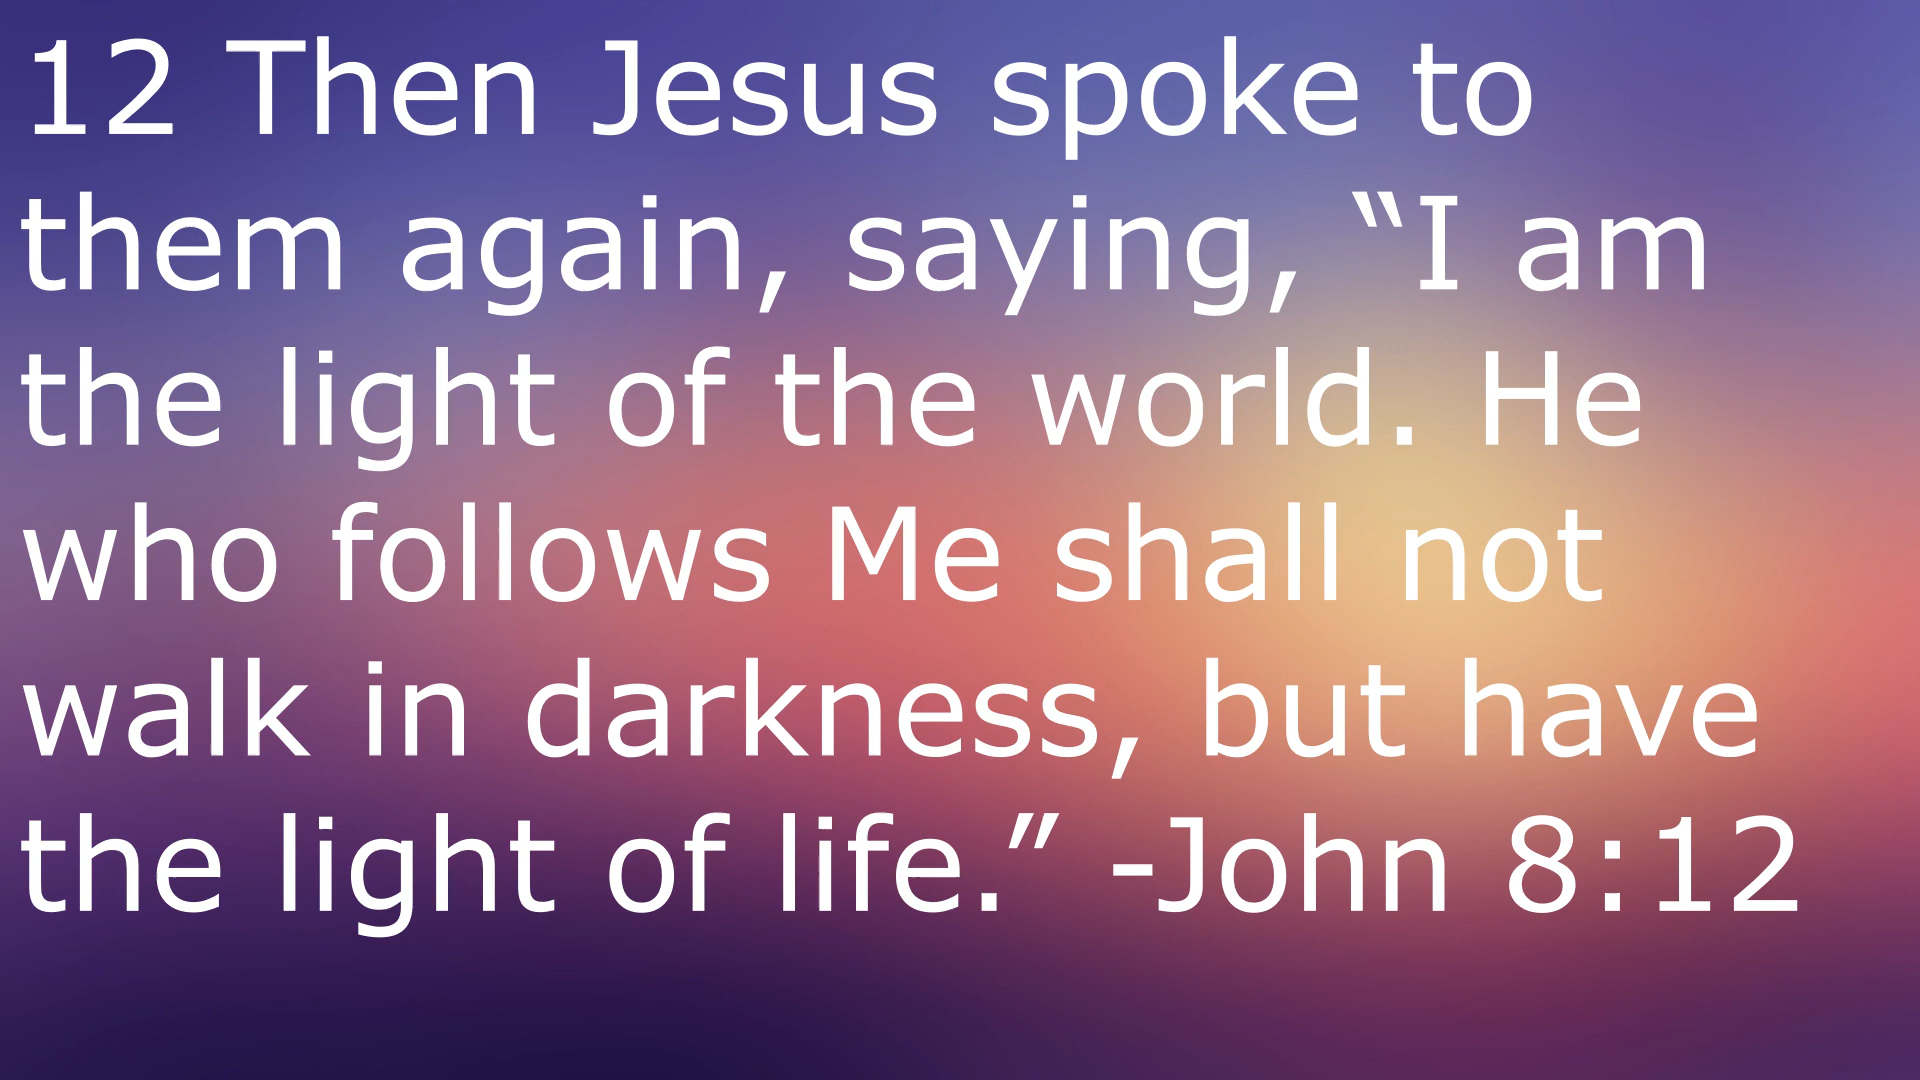 12 Then Jesus spoke to
them again, saying, “I am
the light of the world. He
who follows Me shall not
walk in darkness, but have
the light of life.” -John 8:12